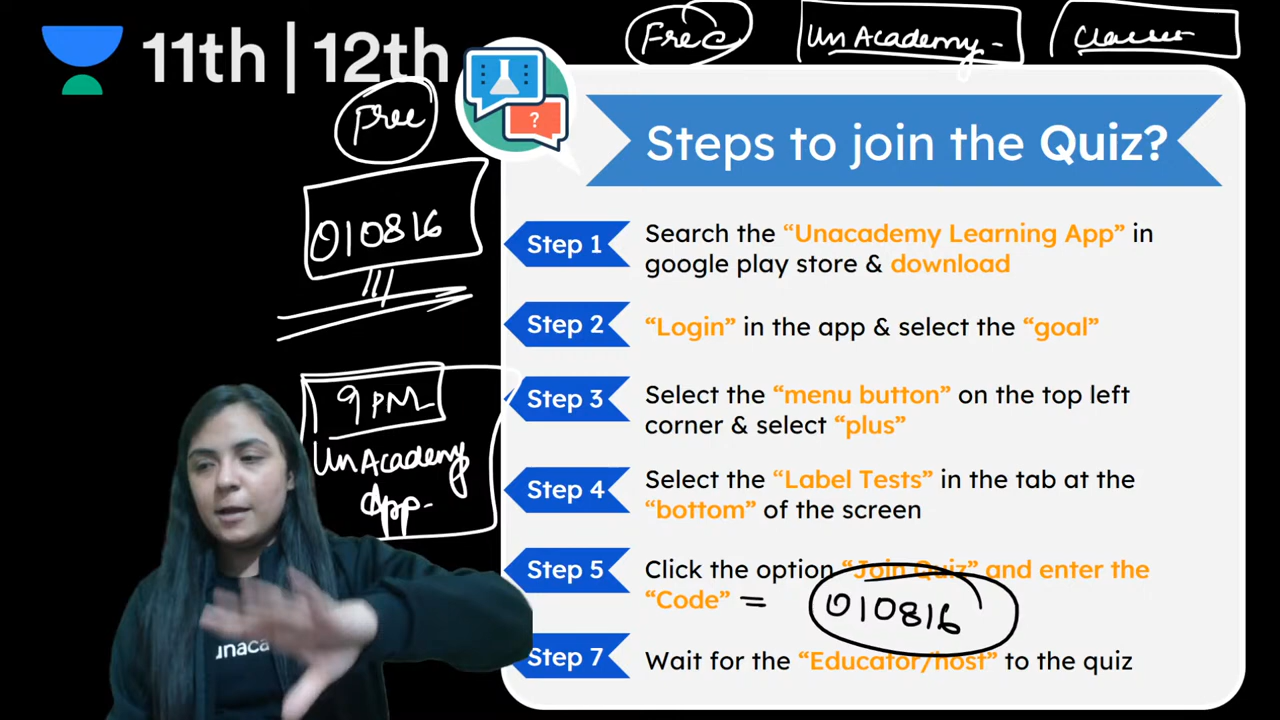 11th | 12th
Free
UnAcademy
Classes
Free
010816
9 PM
UnAcademy
App
Steps to join the Quiz?
Step 1
Search the “Unacademy Learning App” in
google play store & download
Step 2
“Login” in the app & select the “goal”
Step 3
Select the “menu button” on the top left
corner & select “plus”
Step 4
Select the “Label Tests” in the tab at the
“bottom” of the screen
Step 5
Click the option “Join Quiz” and enter the
“Code” = 010816
Step 7
Wait for the “Educator/host” to the quiz
?
unaca